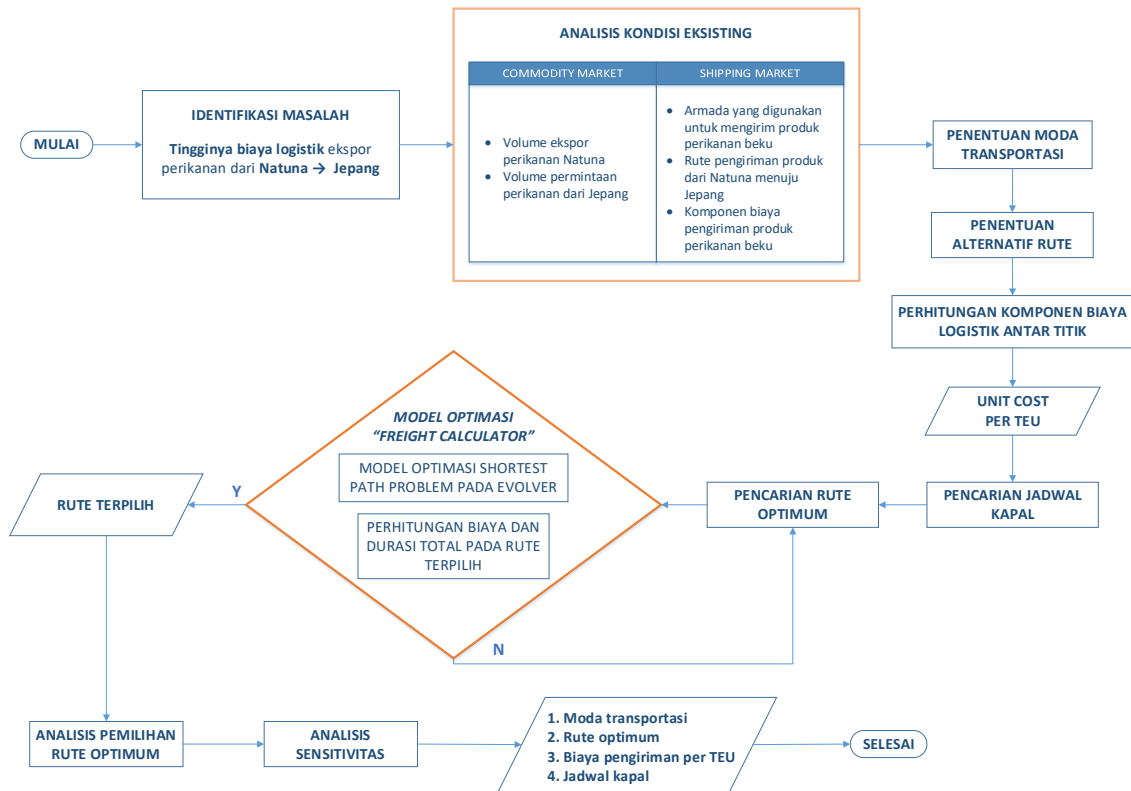 MULAI
IDENTIFIKASI MASALAH
Tingginya biaya logistik ekspor
perikanan dari Natuna → Jepang
ANALISIS KONDISI EKSISTING
COMMODITY MARKET
SHIPPING MARKET
• Volume ekspor
perikanan Natuna
• Volume permintaan
perikanan dari Jepang
• Armada yang digunakan
untuk mengirim produk
perikanan beku
• Rute pengiriman produk
dari Natuna menuju
Jepang
• Komponen biaya
pengiriman produk
perikanan beku
PENENTUAN MODA
TRANSPORTASI
PENENTUAN
ALTERNATIF RUTE
PERHITUNGAN KOMPONEN BIAYA
LOGISTIK ANTAR TITIK
UNIT COST
PER TEU
PENCARIAN JADWAL
KAPAL
PENCARIAN RUTE
OPTIMUM
MODEL OPTIMASI
“FREIGHT CALCULATOR”
MODEL OPTIMASI SHORTEST
PATH PROBLEM PADA EVOLVER
PERHITUNGAN BIAYA DAN
DURASI TOTAL PADA RUTE
TERPILIH
Y
N
RUTE TERPILIH
ANALISIS PEMILIHAN
RUTE OPTIMUM
ANALISIS
SENSITIVITAS
1. Moda transportasi
2. Rute optimum
3. Biaya pengiriman per TEU
4. Jadwal kapal
SELESAI